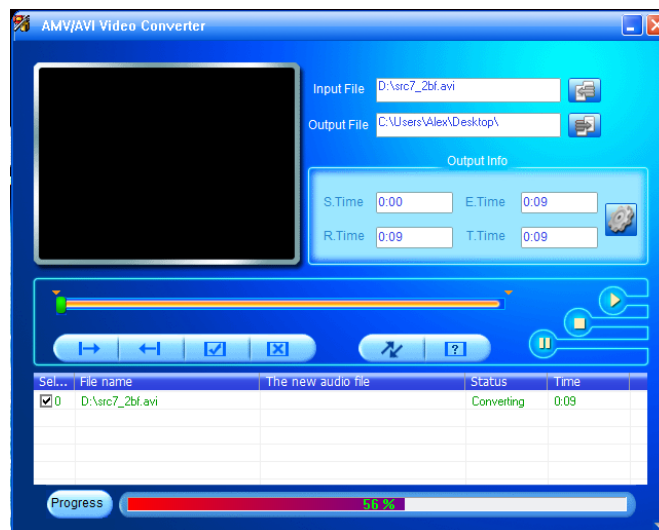 AMV/AVI Video Converter
Input File D:\src7_2bf.avi
Output File C:\Users\Alex\Desktop\
Output Info
S.Time 0:00 E.Time 0:09
R.Time 0:09 T.Time 0:09
?
Sel... File name The new audio file Status Time
0 D:\src7_2bf.avi Converting 0:09
Progress 56 %